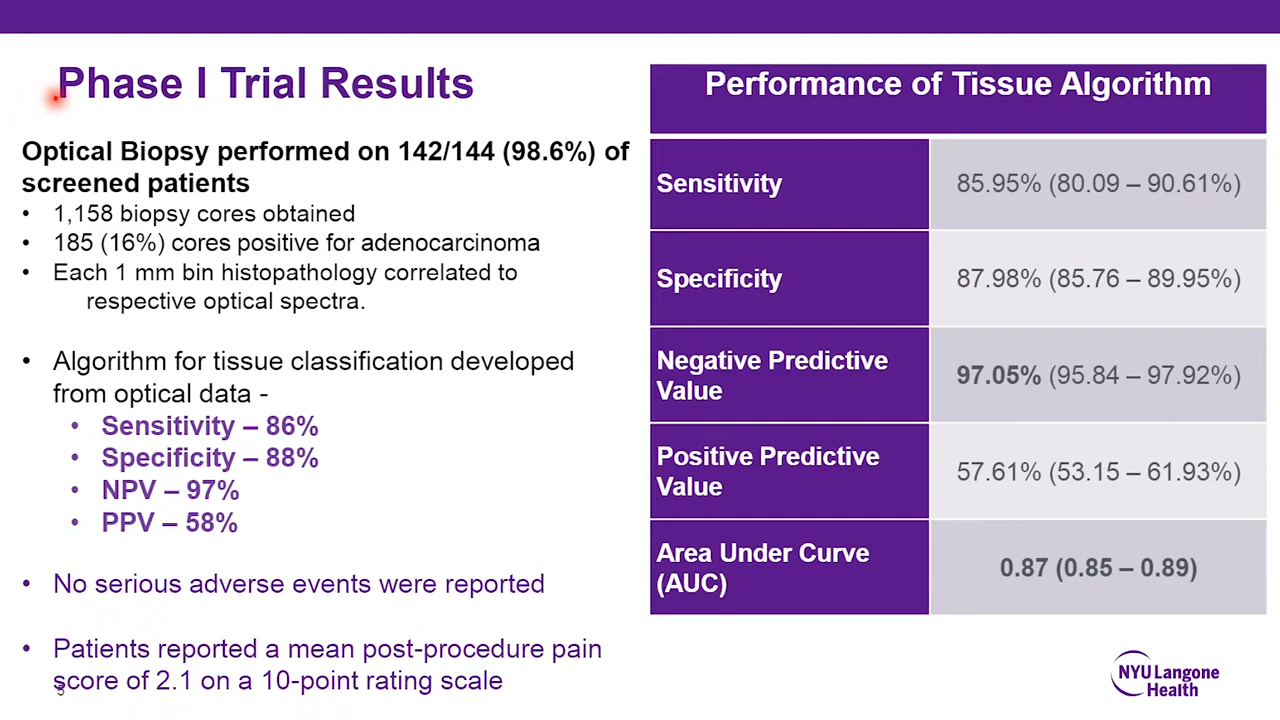 Phase I Trial Results
Optical Biopsy performed on 142/144 (98.6%) of
screened patients
• 1,158 biopsy cores obtained
• 185 (16%) cores positive for adenocarcinoma
• Each 1 mm bin histopathology correlated to
respective optical spectra.
• Algorithm for tissue classification developed
from optical data -
• Sensitivity – 86%
• Specificity – 88%
• NPV – 97%
• PPV – 58%
• No serious adverse events were reported
• Patients reported a mean post-procedure pain
score of 2.1 on a 10-point rating scale
5
Performance of Tissue Algorithm
Sensitivity 85.95% (80.09 – 90.61%)
Specificity 87.98% (85.76 – 89.95%)
Negative Predictive
Value 97.05% (95.84 – 97.92%)
Positive Predictive
Value 57.61% (53.15 – 61.93%)
Area Under Curve
(AUC) 0.87 (0.85 – 0.89)
NYU Langone
Health